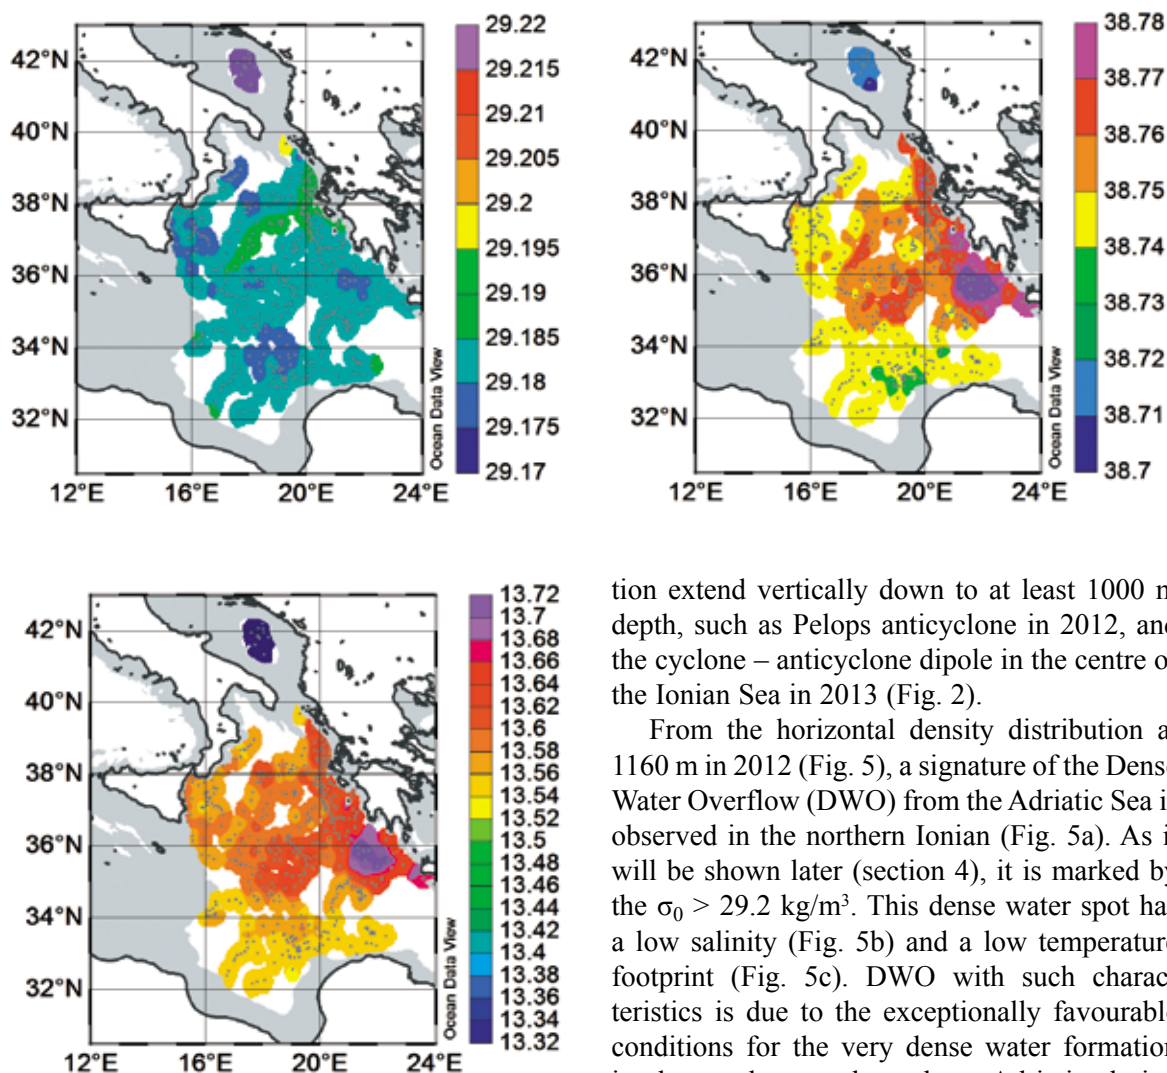 42°N
40°N
38°N
36°N
34°N
32°N
12°E 16°E 20°E 24°E
Ocean Data View
29.22
29.215
29.21
29.205
29.2
29.195
29.19
29.185
29.18
29.175
29.17
42°N
40°N
38°N
36°N
34°N
32°N
12°E 16°E 20°E 24°E
Ocean Data View
38.78
38.77
38.76
38.75
38.74
38.73
38.72
38.71
38.7
42°N
40°N
38°N
36°N
34°N
32°N
12°E 16°E 20°E 24°E
Ocean Data View
13.72
13.7
13.68
13.66
13.64
13.62
13.6
13.58
13.56
13.54
13.52
13.5
13.48
13.46
13.44
13.42
13.4
13.38
13.36
13.34
13.32
tion extend vertically down to at least 1000 m
depth, such as Pelops anticyclone in 2012, and
the cyclone – anticyclone dipole in the centre o
the Ionian Sea in 2013 (Fig. 2).
From the horizontal density distribution a
1160 m in 2012 (Fig. 5), a signature of the Dense
Water Overflow (DWO) from the Adriatic Sea i
observed in the northern Ionian (Fig. 5a). As i
will be shown later (section 4), it is marked by
the σ₀ > 29.2 kg/m³. This dense water spot ha
a low salinity (Fig. 5b) and a low temperature
footprint (Fig. 5c). DWO with such charac
teristics is due to the exceptionally favourable
conditions for the very dense water formation